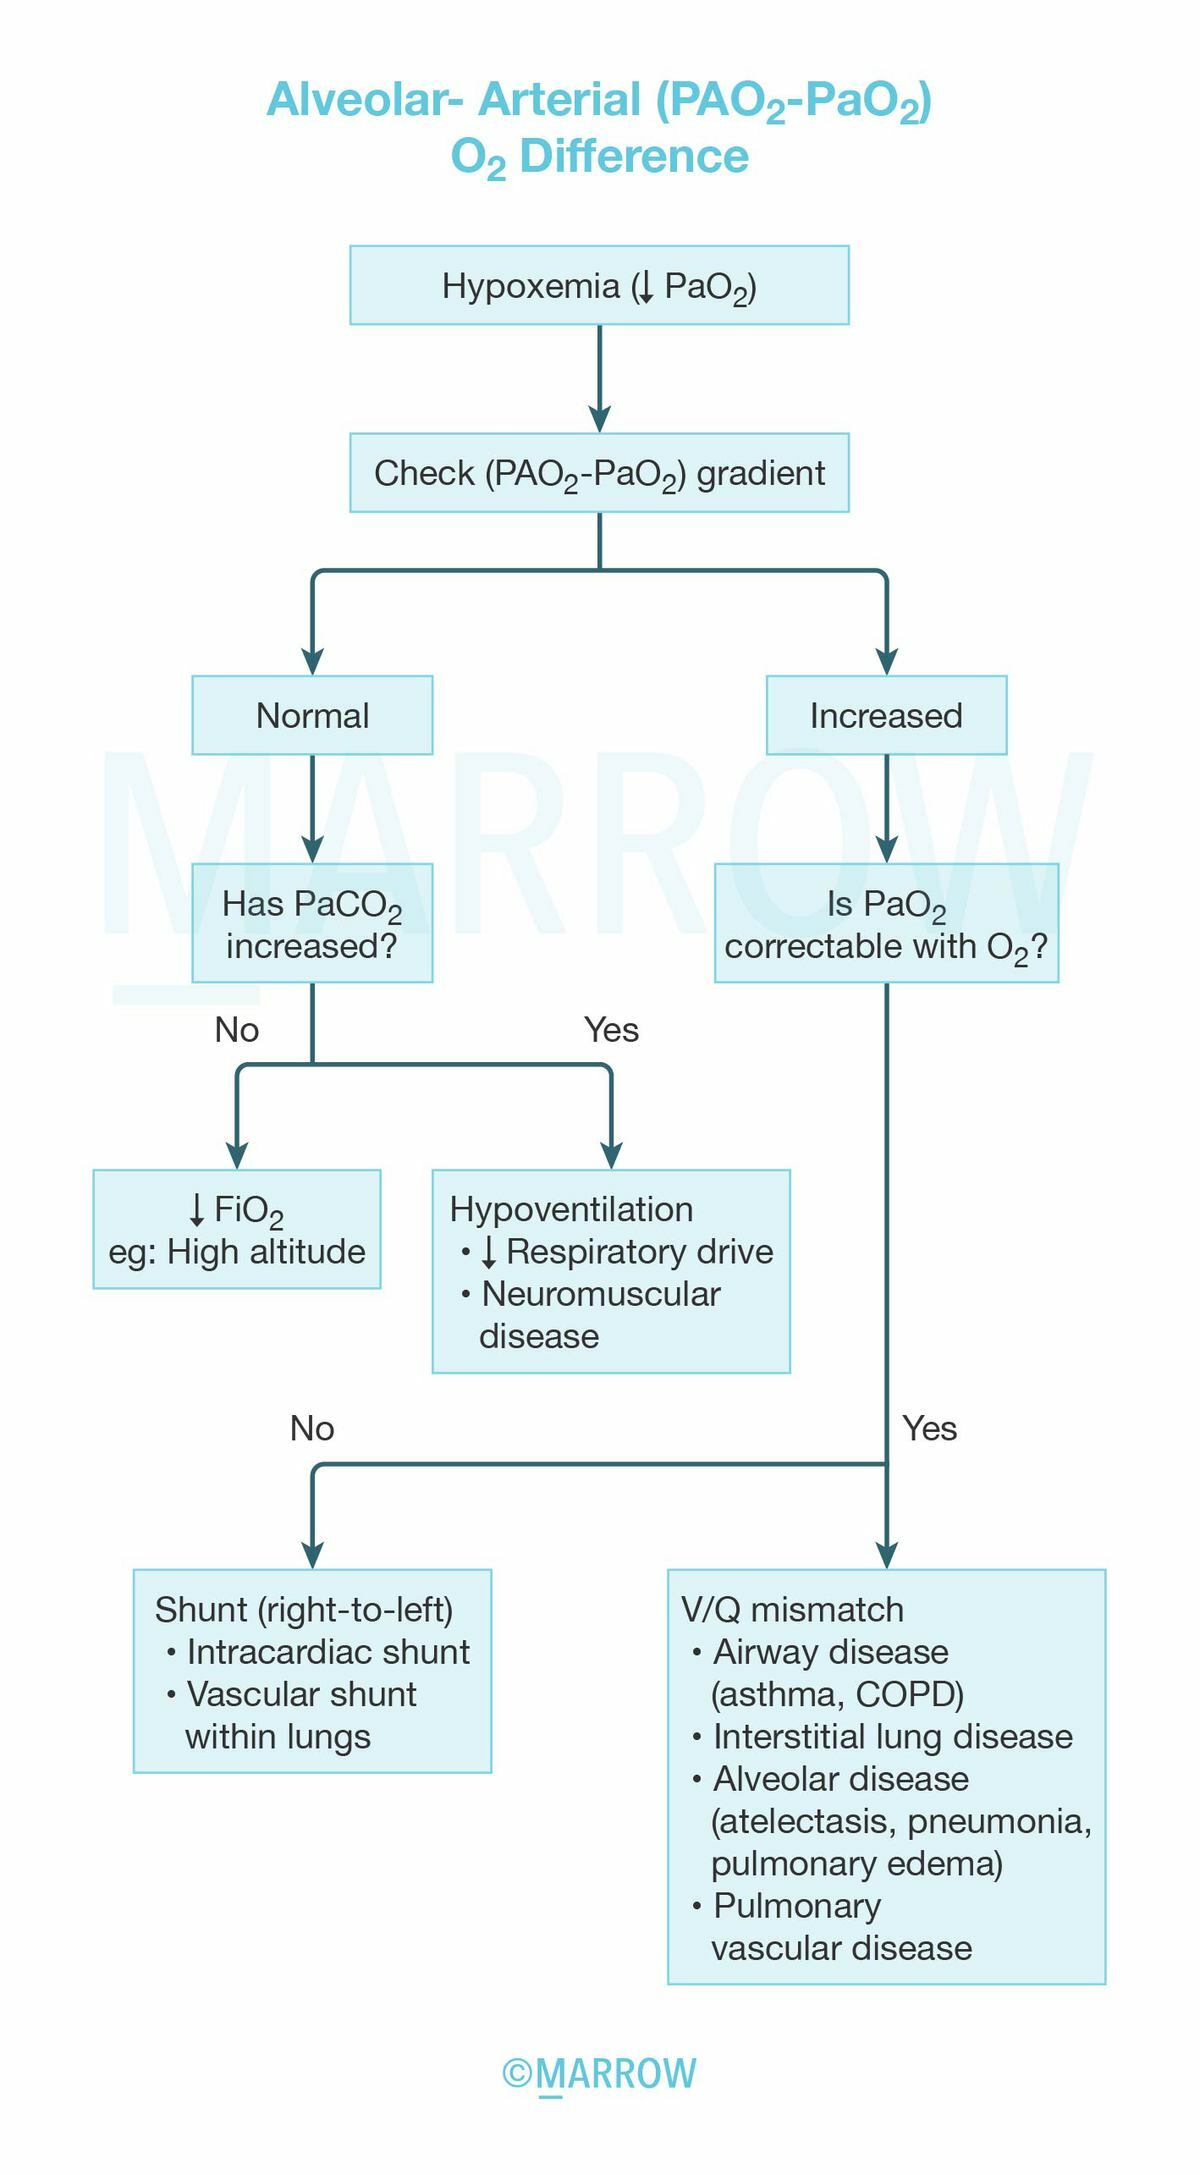 Alveolar- Arterial (PAO₂-PaO₂)
O₂ Difference
Hypoxemia (↓ PaO₂)
Check (PAO₂-PaO₂) gradient
Normal
Increased
MARROW
Has PaCO₂
increased?
Is PaO₂
correctable with O₂?
No
Yes
↓ FiO₂
eg: High altitude
Hypoventilation
• ↓ Respiratory drive
• Neuromuscular
disease
No
Yes
Shunt (right-to-left)
• Intracardiac shunt
• Vascular shunt
within lungs
V/Q mismatch
• Airway disease
(asthma, COPD)
• Interstitial lung disease
• Alveolar disease
(atelectasis, pneumonia,
pulmonary edema)
• Pulmonary
vascular disease
©MARROW